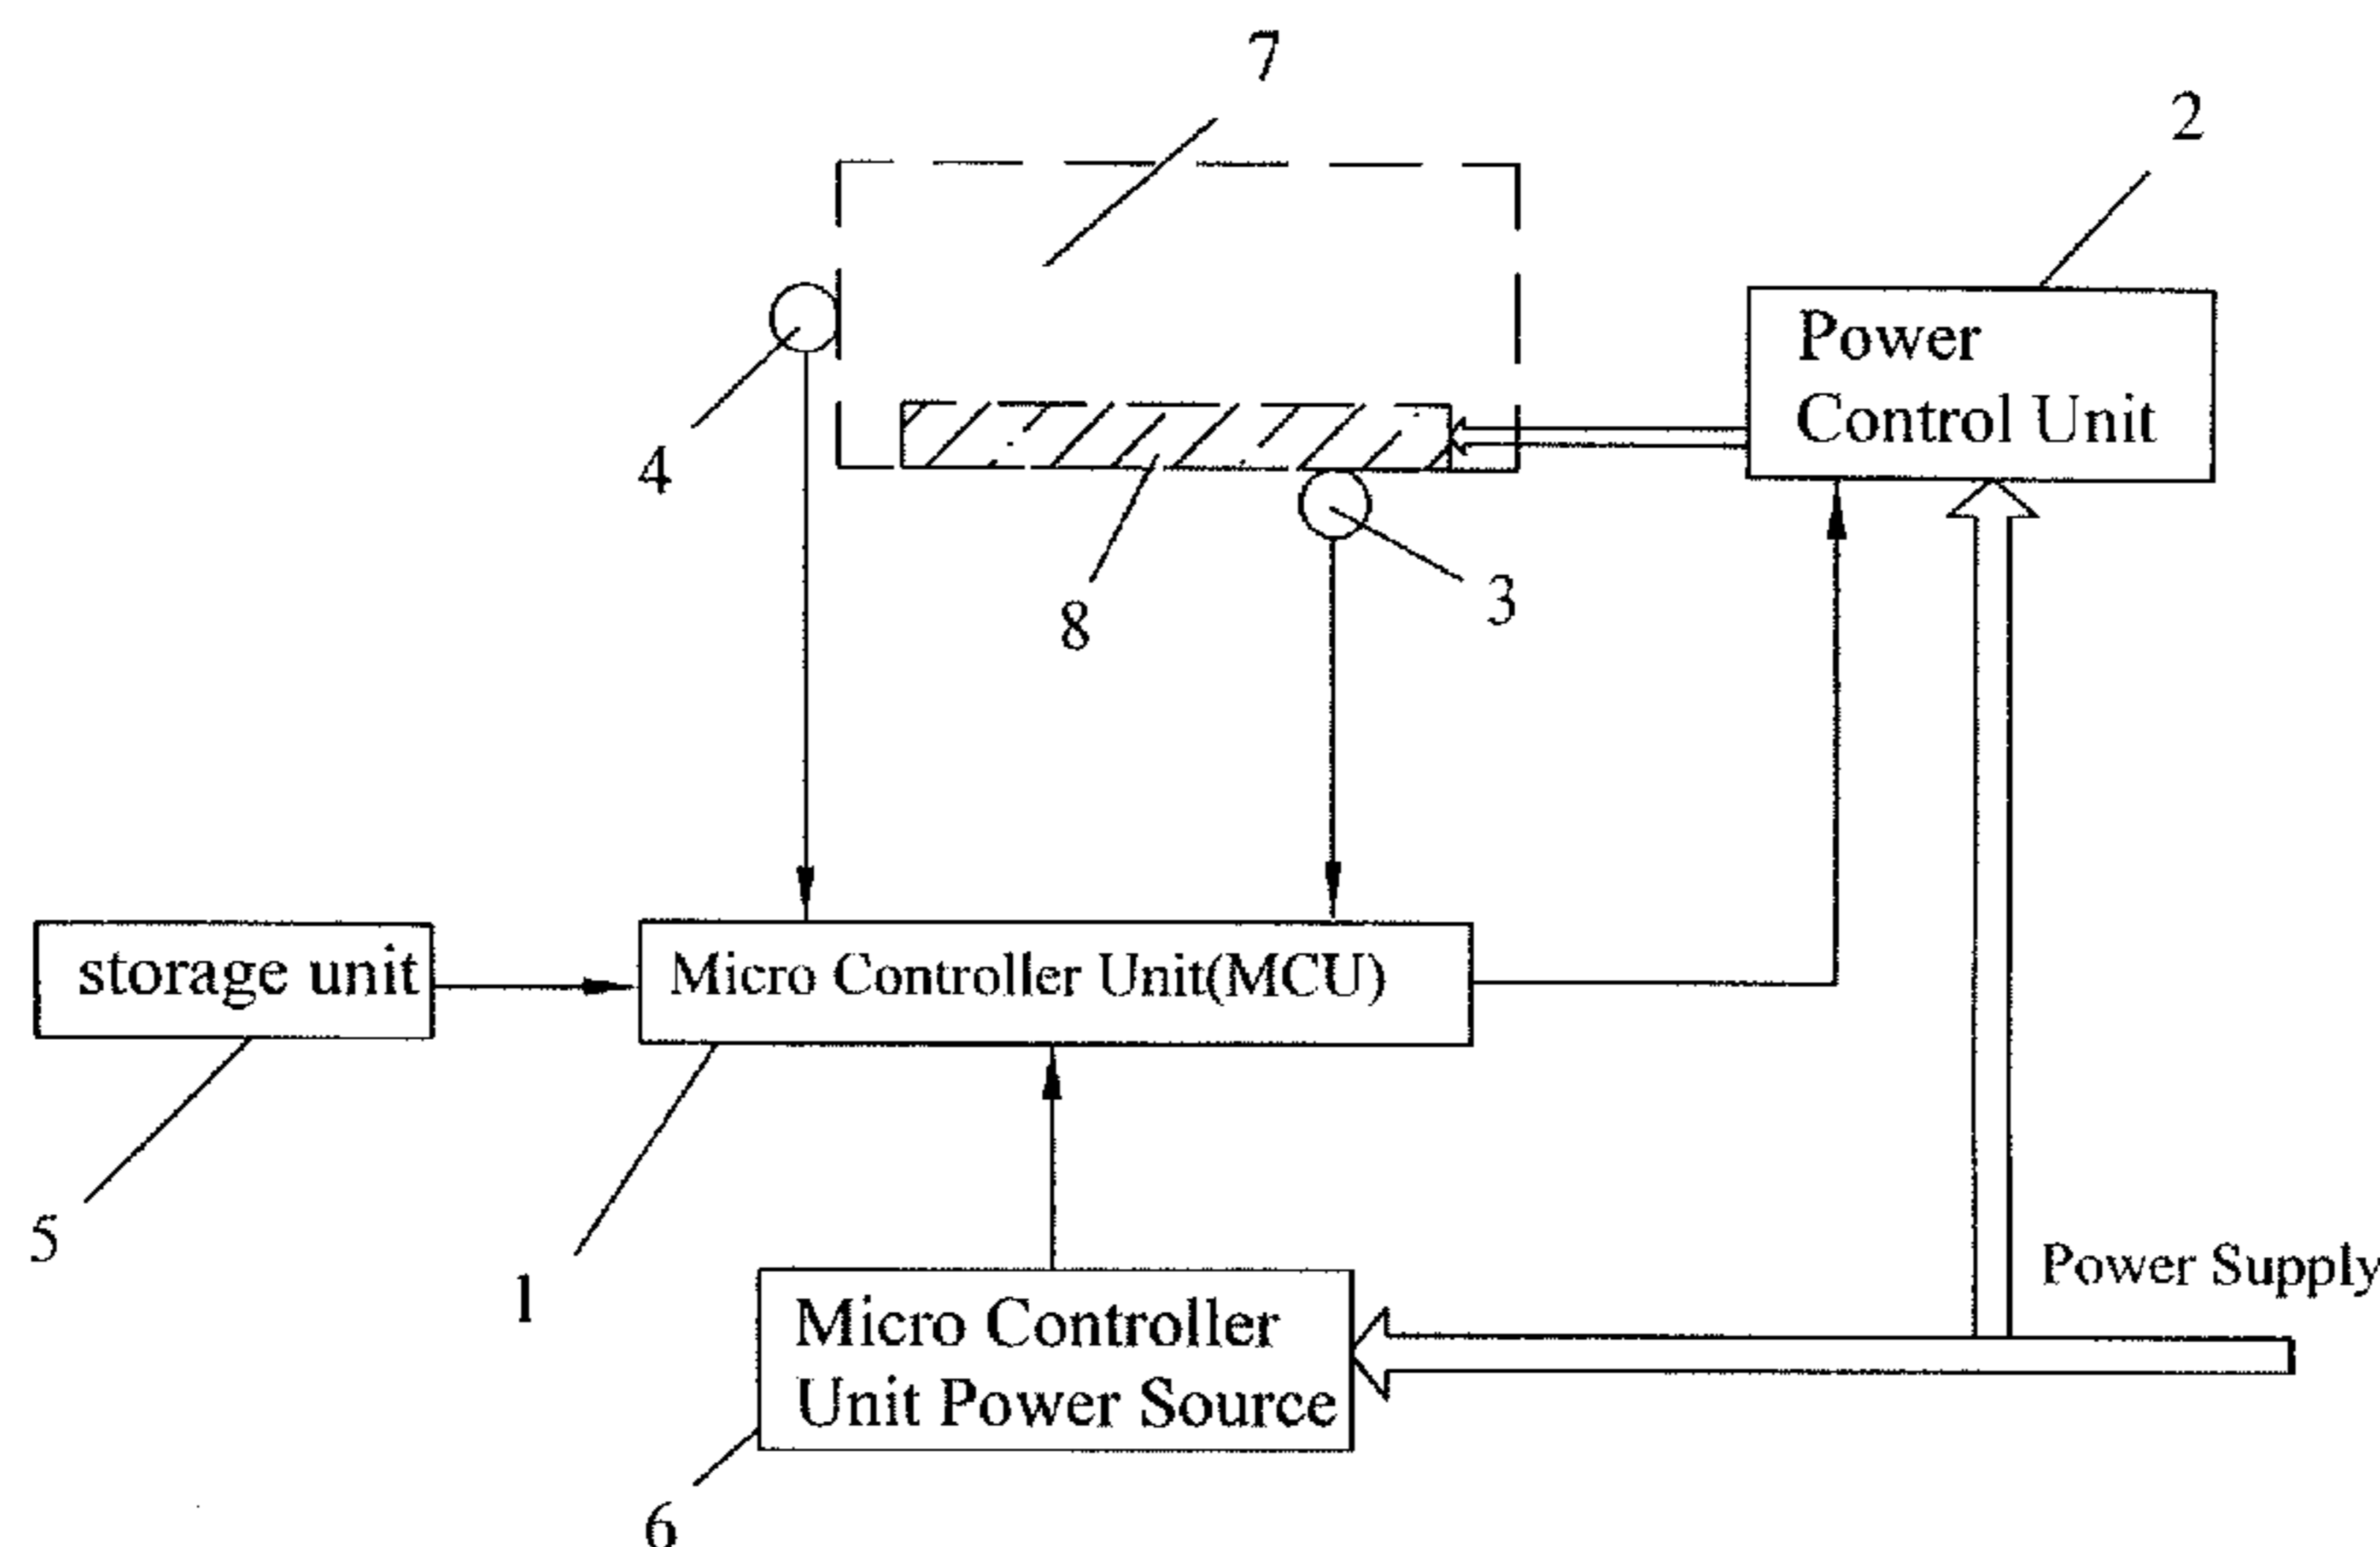 7
2
Power
Control Unit
4
3
8
storage unit
Micro Controller Unit(MCU)
5
1
Power Supply
Micro Controller
Unit Power Source
6